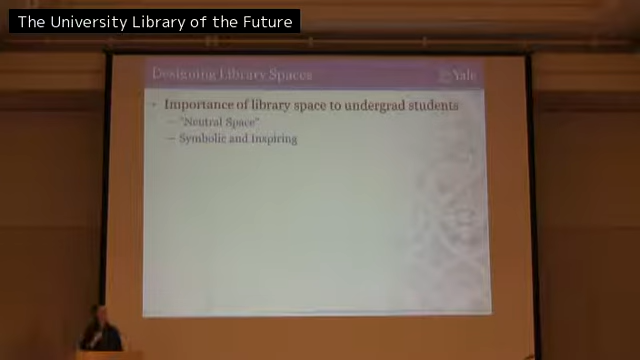 The University Library of the Future
Designing Library Spaces
Yale
• Importance of library space to undergrad students
– "Neutral Space"
– Symbolic and Inspiring